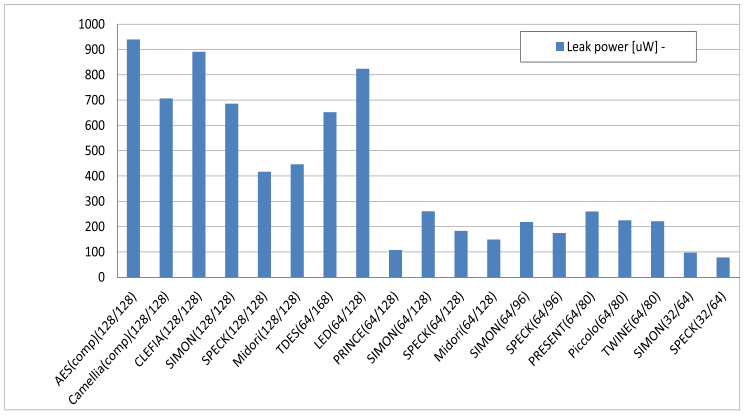 1000
900
800
700
600
500
400
300
200
100
0
Leak power [uW] -
AES(comp)(128/128)
Camellia(comp)(128/128)
CLEFIA(128/128)
SIMON(128/128)
SPECK(128/128)
Midori(128/128)
TDES(64/168)
LED(64/128)
PRINCE(64/128)
SIMON(64/128)
SPECK(64/128)
Midori(64/128)
SIMON(64/96)
SPECK(64/96)
PRESENT(64/80)
Piccolo(64/80)
TWINE(64/80)
SIMON(32/64)
SPECK(32/64)